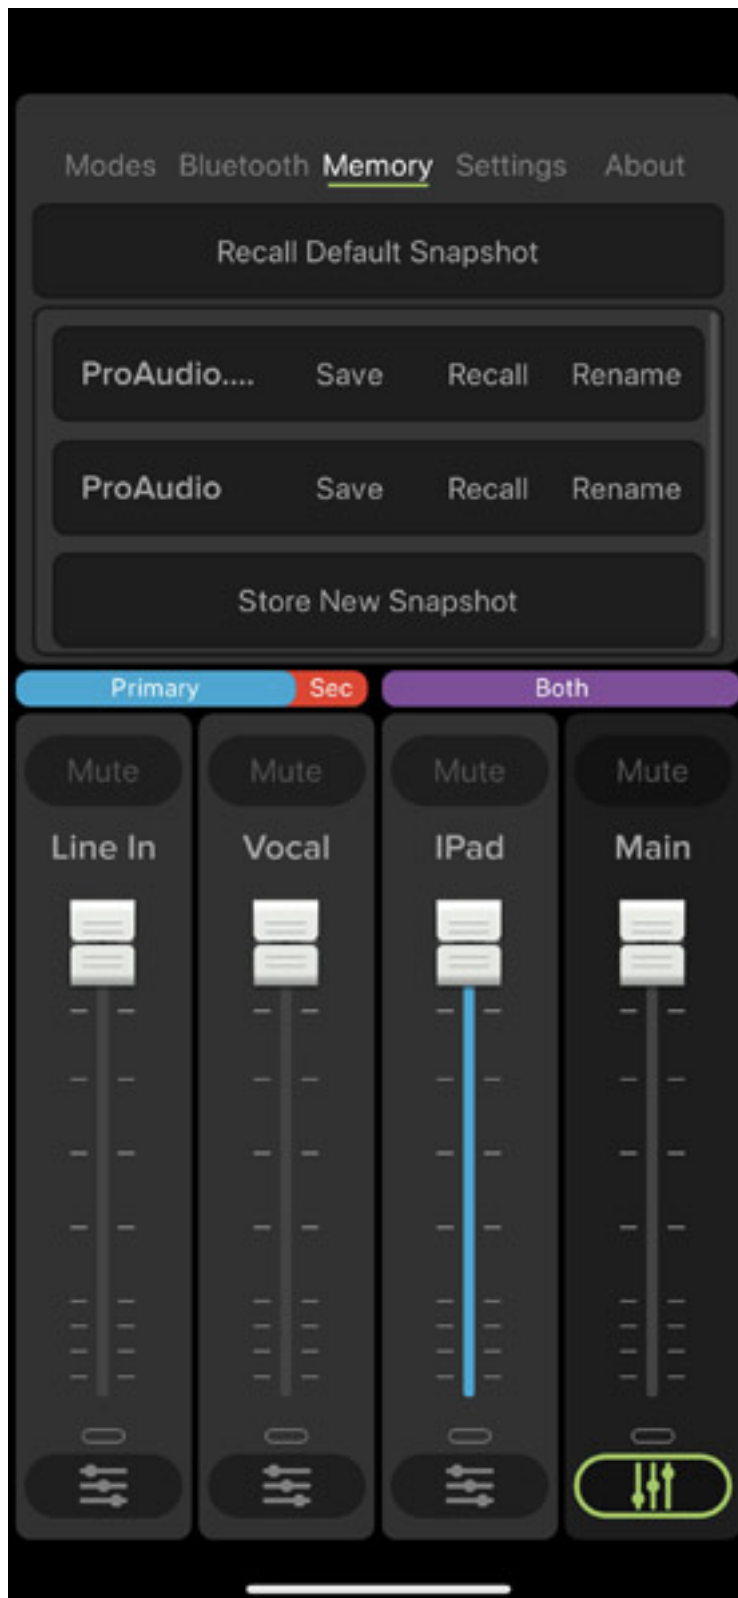 Modes Bluetooth Memory Settings About
Recall Default Snapshot
ProAudio.... Save Recall Rename
ProAudio Save Recall Rename
Store New Snapshot
Primary Sec Both
Mute Mute Mute Mute
Line In Vocal IPad Main